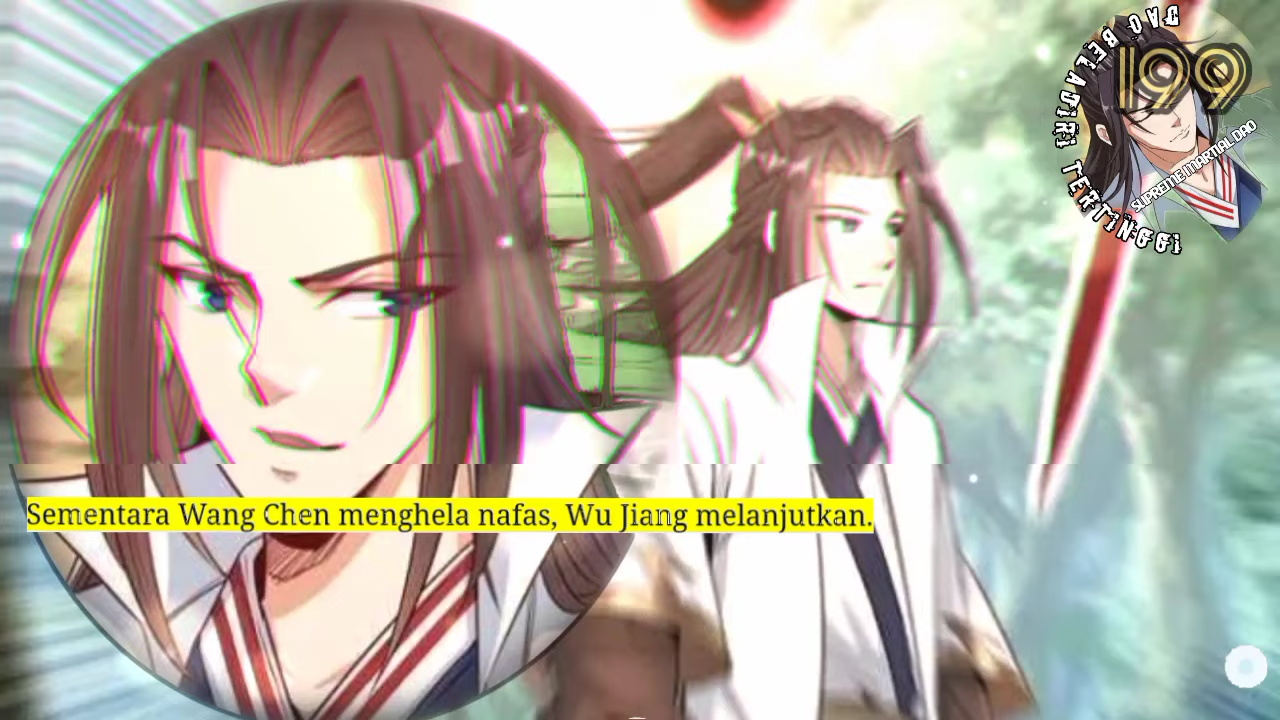 DAO BELADIRI TERTINGGI
199
SUPREME MARTIAL DAO
Sementara Wang Chen menghela nafas, Wu Jiang melanjutkan.